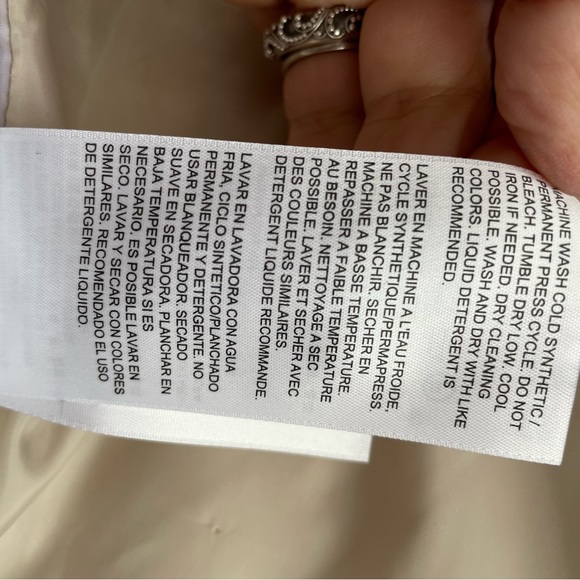 MACHINE WASH COLD SYNTHETIC/
PERMANENT PRESS CYCLE. DO NOT
BLEACH. TUMBLE DRY LOW. COOL
IRON IF NEEDED. DRY CLEANING
POSSIBLE. WASH AND DRY WITH LIKE
COLORS. LIQUID DETERGENT IS
RECOMMENDED.
LAVER EN MACHINE A L'EAU FROIDE,
CYCLE SYNTHETIQUE/PERMAPRESS.
NE PAS BLANCHIR. SECHER EN
MACHINE A BASSE TEMPERATURE.
REPASSER A FAIBLE TEMPERATURE
AU BESOIN. NETTOYAGE A SEC
POSSIBLE. LAVER ET SECHER AVEC
DES COULEURS SIMILAIRES.
DETERGENT LIQUIDE RECOMMANDE.
LAVAR EN LAVADORA CON AGUA
FRIA, CICLO SINTETICO/PLANCHADO
PERMANENTE Y DETERGENTE. NO
USAR BLANQUEADOR. SECADO
SUAVE EN SECADORA. PLANCHAR EN
BAJA TEMPERATURA SI ES
NECESARIO, ES POSIBLE LAVAR EN
SECO. LAVAR Y SECAR CON COLORES
SIMILARES. RECOMENDADO EL USO
DE DETERGENTE LIQUIDO.